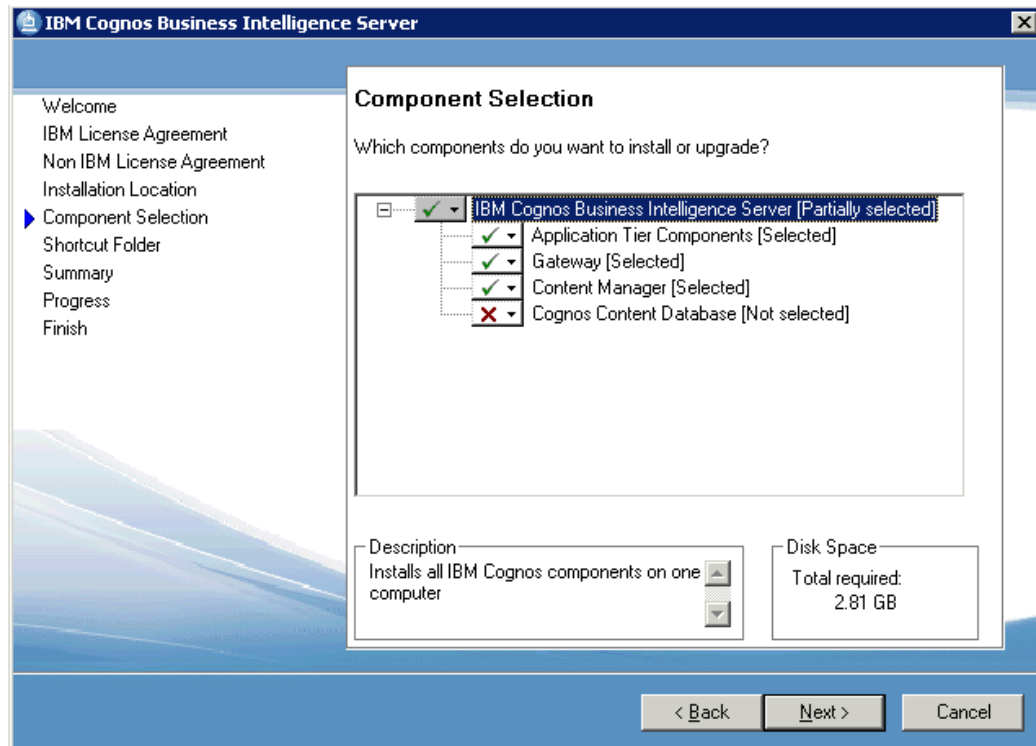 IBM Cognos Business Intelligence Server
Welcome
IBM License Agreement
Non IBM License Agreement
Installation Location
Component Selection
Shortcut Folder
Summary
Progress
Finish
Component Selection
Which components do you want to install or upgrade?
IBM Cognos Business Intelligence Server [Partially selected]
Application Tier Components [Selected]
Gateway [Selected]
Content Manager [Selected]
Cognos Content Database [Not selected]
Description
Installs all IBM Cognos components on one
computer
Disk Space
Total required:
2.81 GB
< Back
Next >
Cancel